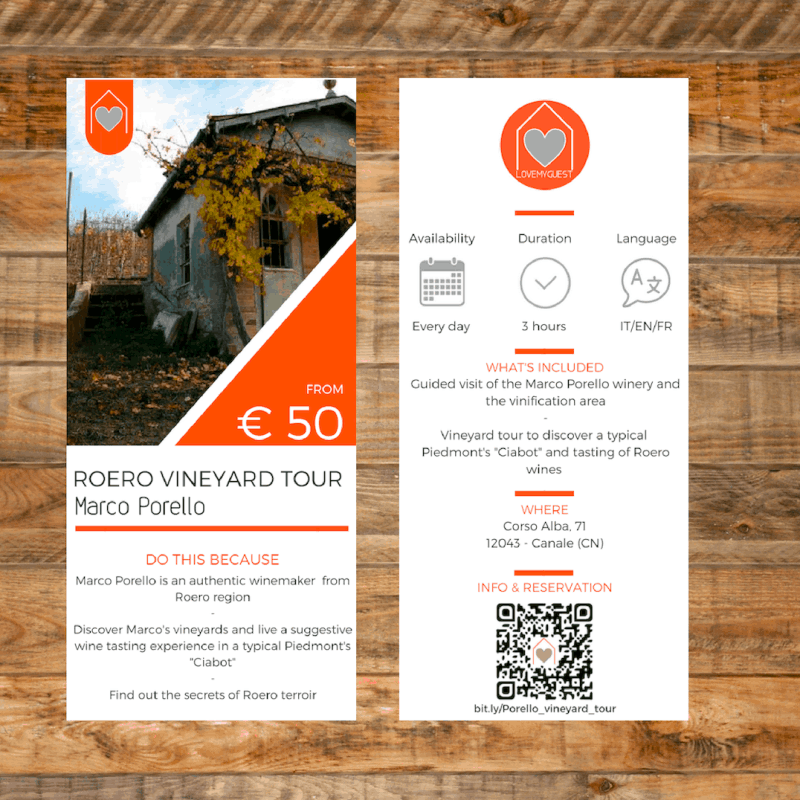 FROM
€ 50
ROERO VINEYARD TOUR
Marco Porello
DO THIS BECAUSE
Marco Porello is an authentic winemaker from
Roero region
-
Discover Marco's vineyards and live a suggestive
wine tasting experience in a typical Piedmont's
"Ciabot"
-
Find out the secrets of Roero terroir
LOVEMYGUEST
Availability
Duration
Language
Every day
3 hours
IT/EN/FR
WHAT'S INCLUDED
Guided visit of the Marco Porello winery and
the vinification area
-
Vineyard tour to discover a typical
Piedmont's "Ciabot" and tasting of Roero
wines
WHERE
Corso Alba, 71
12043 - Canale (CN)
INFO & RESERVATION
bit.ly/Porello_vineyard_tour